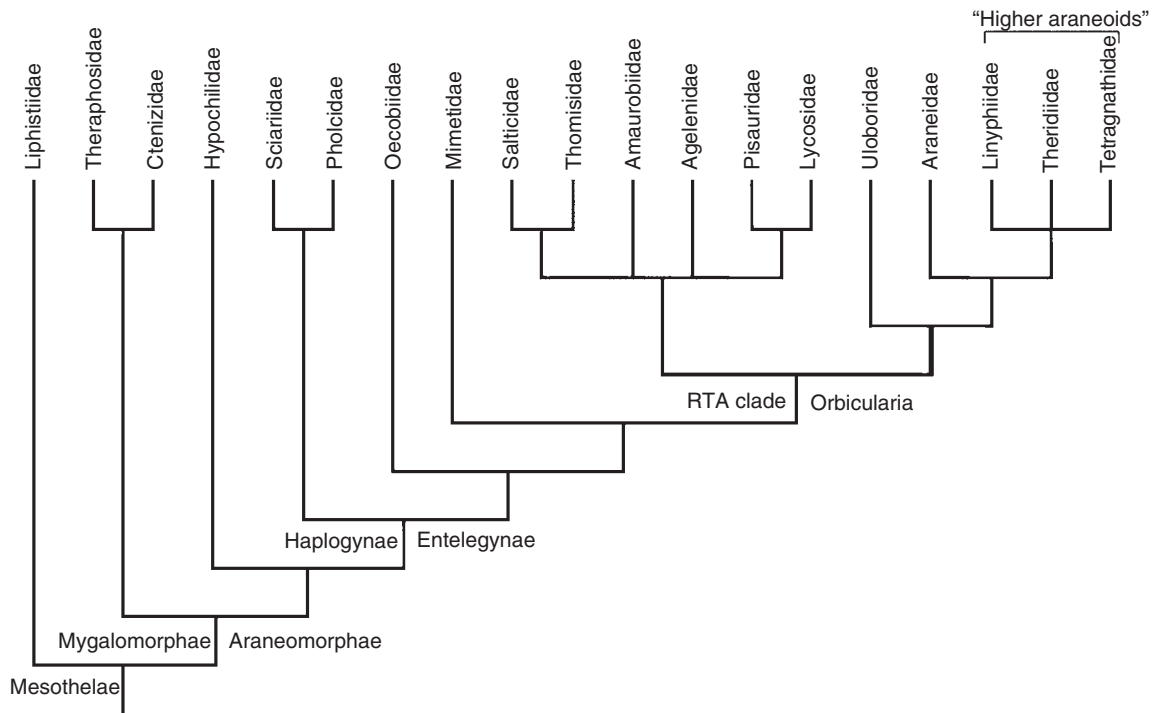 “Higher araneoids”
Liphistiidae
Theraphosidae
Ctenizidae
Hypochilidae
Sciariidae
Pholcidae
Oecobiidae
Mimetidae
Salticidae
Thomisidae
Amaurobiidae
Agelenidae
Pisauridae
Lycosidae
Uloboridae
Araneidae
Linyphiidae
Theridiidae
Tetragnathidae
RTA clade
Orbicularia
Haplogynae
Entelegynae
Mygalomorphae
Araneomorphae
Mesothelae